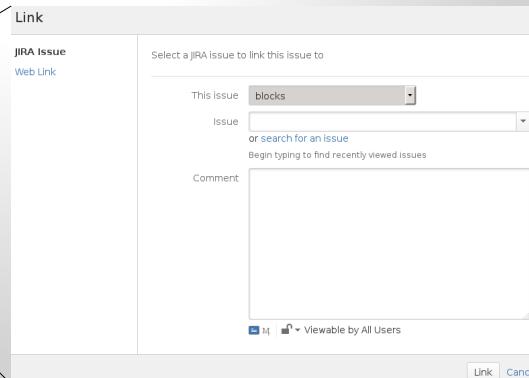 Link
JIRA Issue
Web Link
Select a JIRA issue to link this issue to
This issue blocks
Issue
or search for an issue
Begin typing to find recently viewed issues
Comment
Viewable by All Users
Link